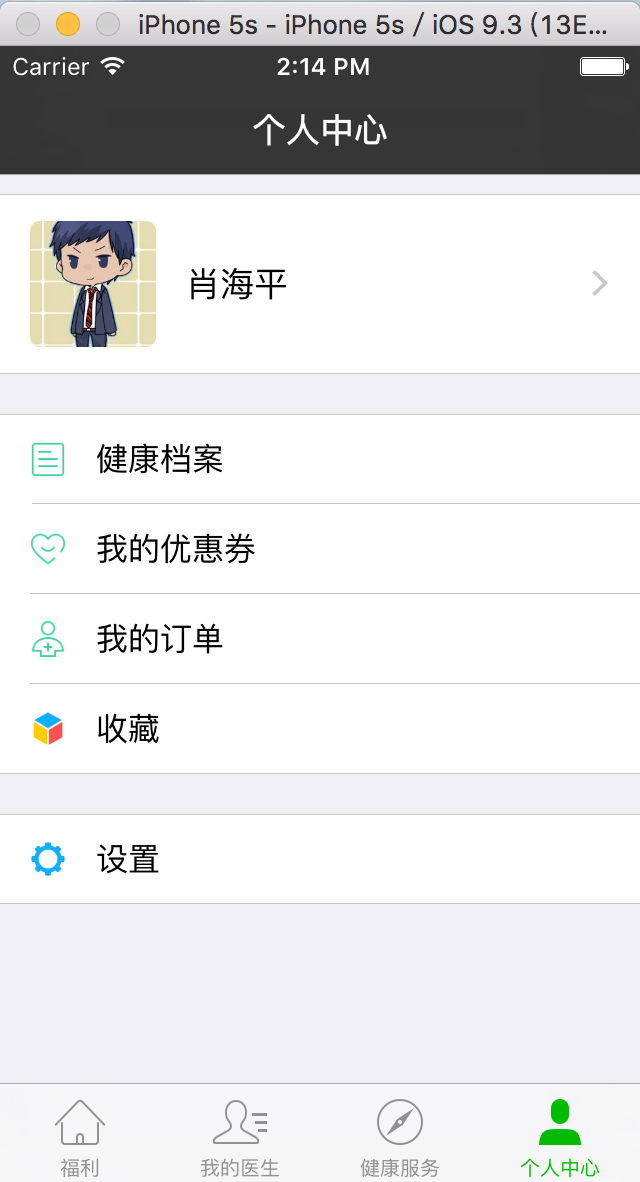 iPhone 5s - iPhone 5s / iOS 9.3 (13E...
Carrier 2:14 PM
个人中心
肖海平
健康档案
我的优惠券
我的订单
收藏
设置
福利 我的医生 健康服务 个人中心